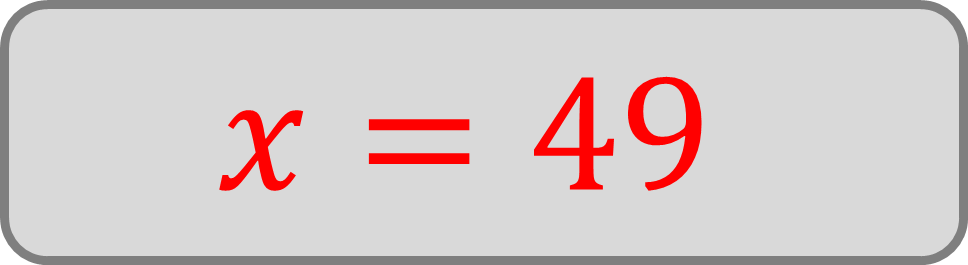 x = 49